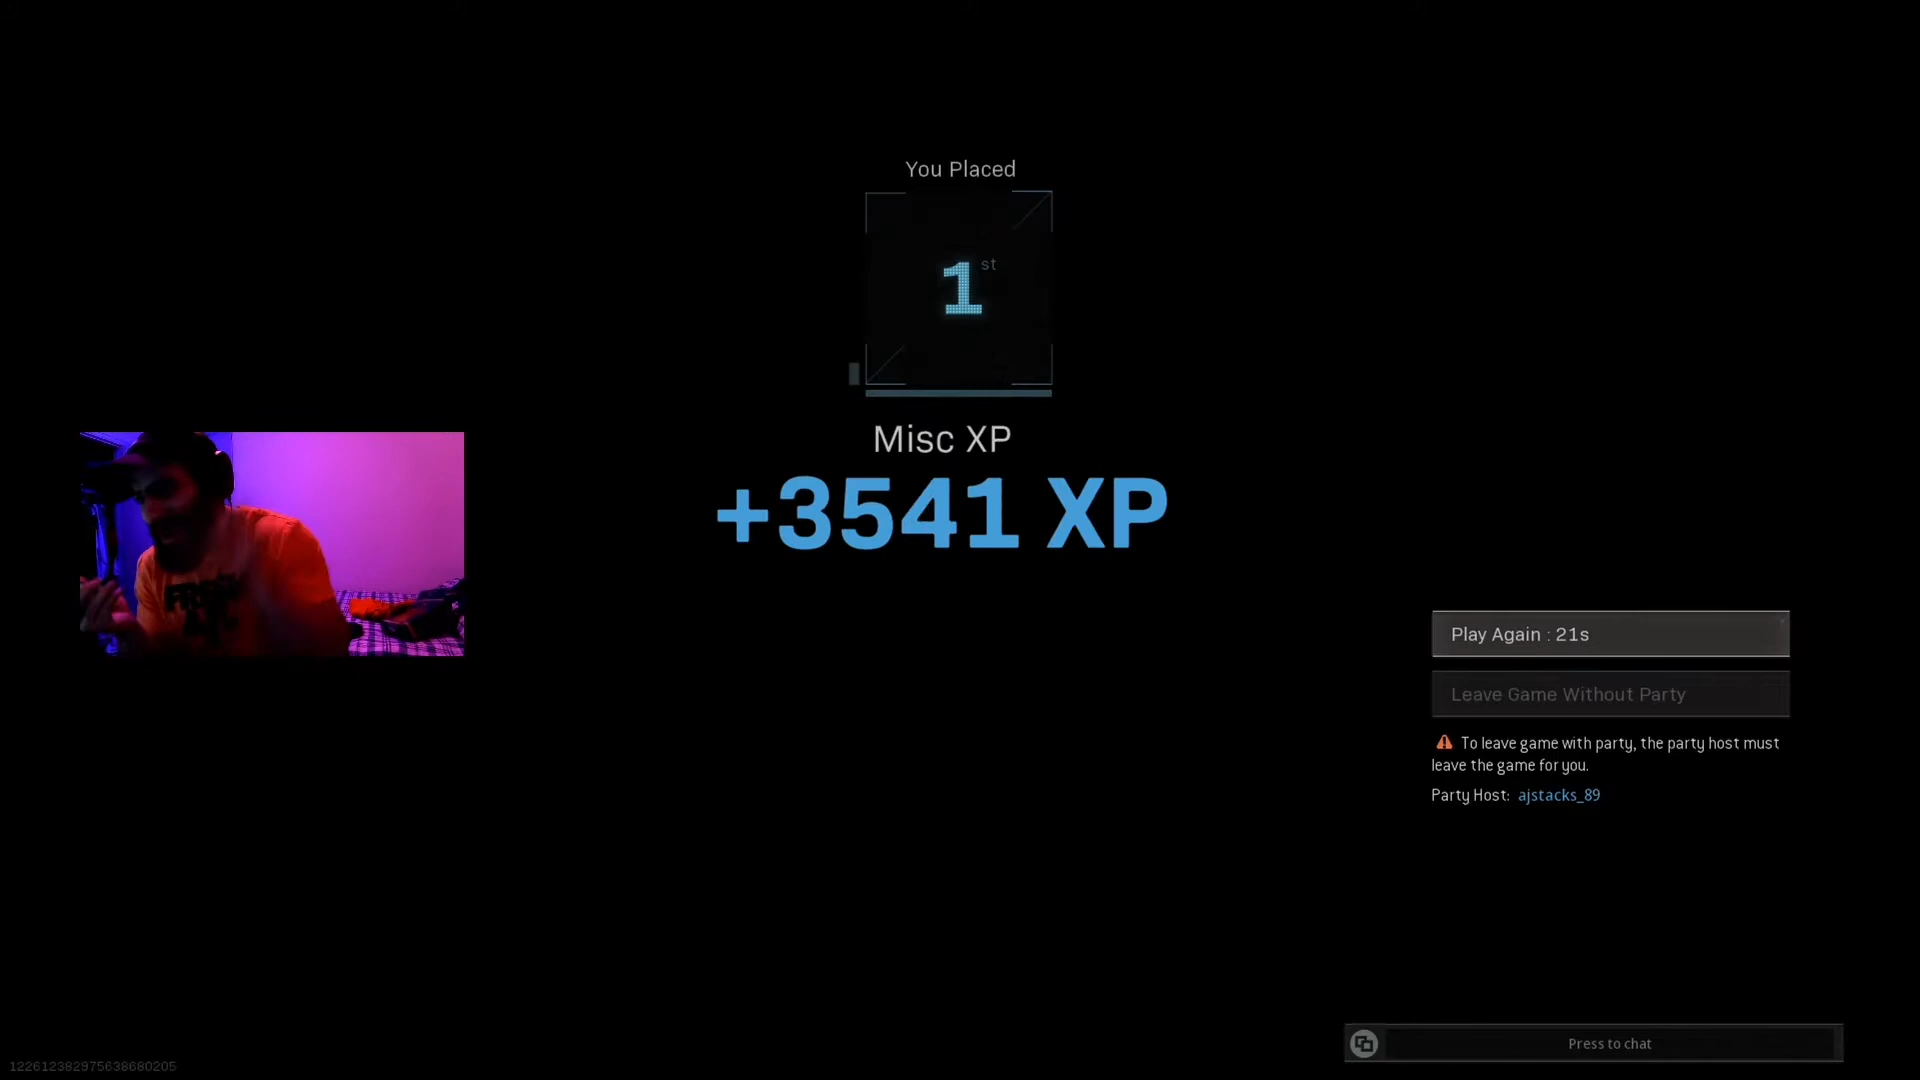 You Placed
1st
Misc XP
+3541 XP
Play Again : 21s
Leave Game Without Party
To leave game with party, the party host must
leave the game for you.
Party Host: ajstacks_89
Press to chat
122612382975638680205